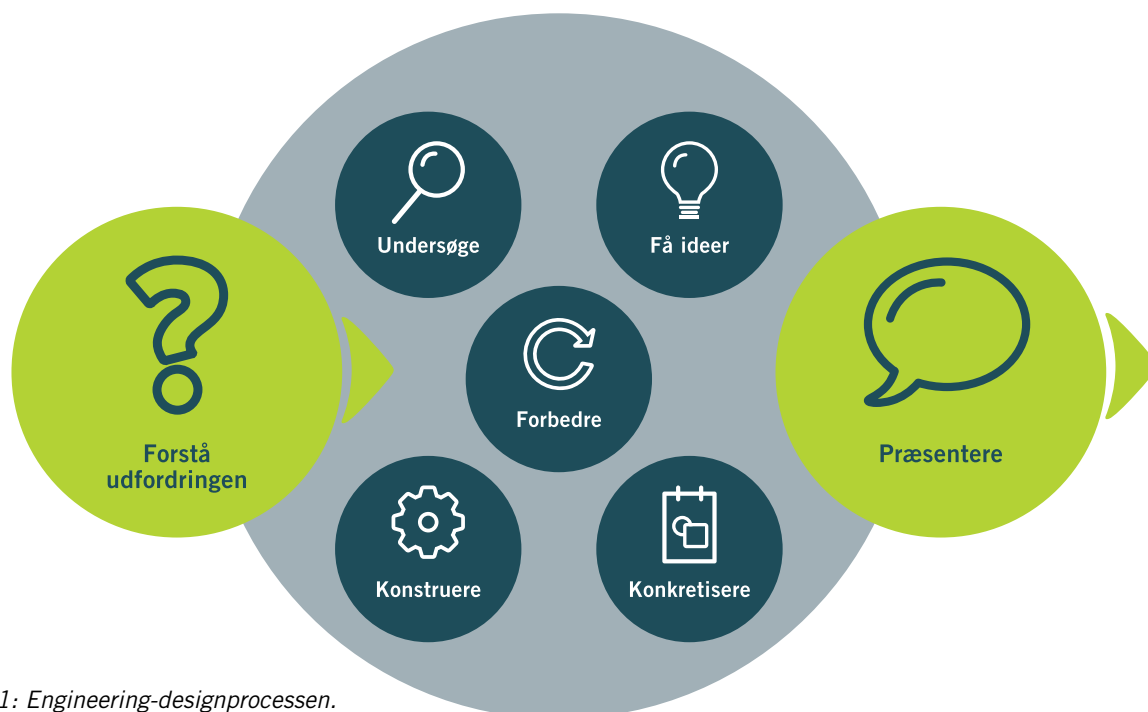 Undersøge
Få ideer
Forstå
udfordringen
Forbedre
Præsentere
Konstruere
Konkretisere
1: Engineering-designprocessen.